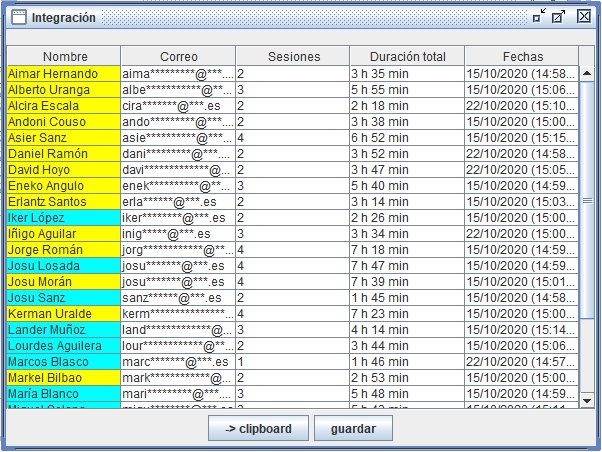 Integración
Nombre Correo Sesiones Duración total Fechas
Aimar Hernando aima*********@***.... 2 3 h 35 min 15/10/2020 (14:58...
Alberto Uranga albe***********@**... 3 5 h 55 min 15/10/2020 (15:06...
Alcira Escala cira*******@***.es 2 2 h 18 min 22/10/2020 (15:10...
Andoni Couso ando*********@***.... 2 3 h 38 min 15/10/2020 (15:00...
Asier Sanz asie**********@***... 4 6 h 52 min 15/10/2020 (15:15...
Daniel Ramón dani*********@***.... 2 3 h 52 min 22/10/2020 (14:58...
David Hoyo davi*************@... 2 3 h 47 min 22/10/2020 (15:05...
Eneko Angulo enek**********@**... 3 5 h 40 min 15/10/2020 (14:59...
Erlantz Santos erla******@***.es 2 3 h 14 min 15/10/2020 (15:03...
Iker López iker********@***.es 2 2 h 26 min 15/10/2020 (15:00...
Iñigo Aguilar inig*****@***.es 3 3 h 34 min 22/10/2020 (15:00...
Jorge Román jorg************@**... 4 7 h 18 min 15/10/2020 (14:59...
Josu Losada josu*******@***.es 4 7 h 47 min 15/10/2020 (14:59...
Josu Morán josu*******@***.es 4 7 h 39 min 15/10/2020 (15:01...
Josu Sanz sanz******@***.es 2 1 h 45 min 15/10/2020 (14:58...
Kerman Uralde kerm***************... 4 7 h 23 min 15/10/2020 (15:00...
Lander Muñoz land*************@... 3 4 h 14 min 15/10/2020 (15:14...
Lourdes Aguilera lour************@**... 2 3 h 44 min 15/10/2020 (15:06...
Marcos Blasco marc*******@***.es 1 1 h 46 min 22/10/2020 (14:57...
Markel Bilbao mark************@... 2 2 h 53 min 15/10/2020 (15:00...
María Blanco mari*********@***.... 3 5 h 48 min 15/10/2020 (14:59...
-> clipboard guardar